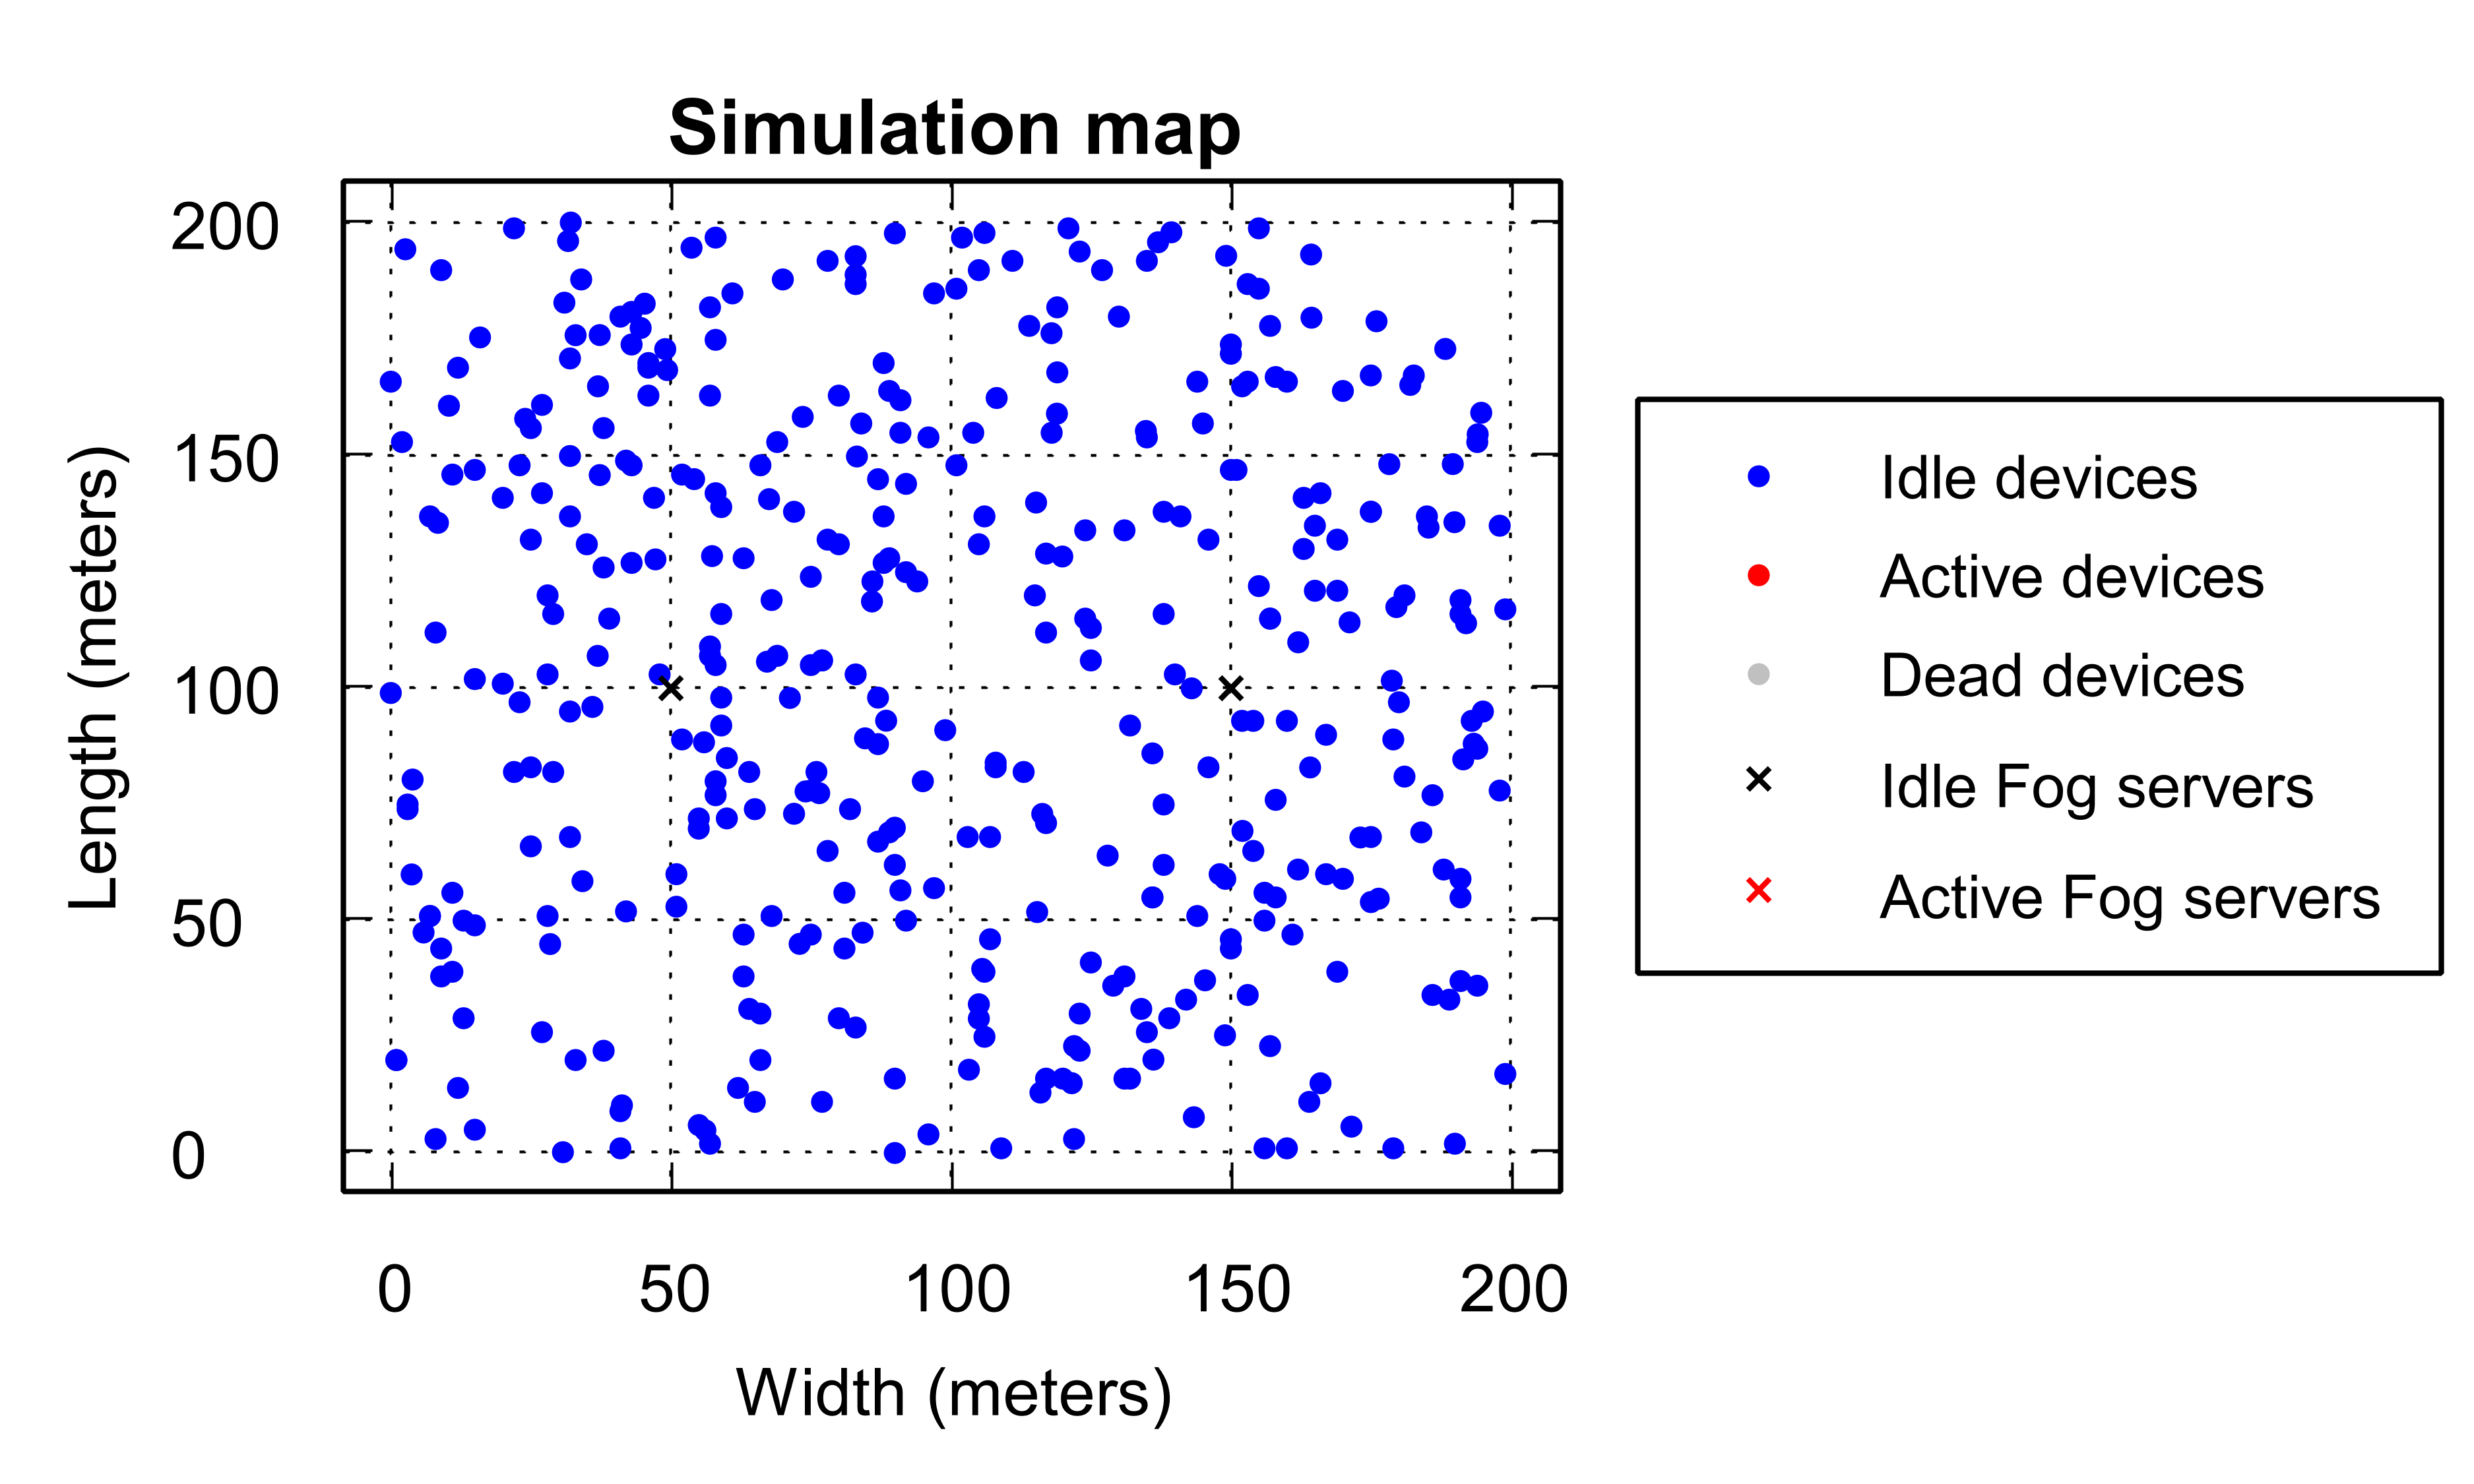 Simulation map
200
150
100
50
0
Length (meters)
0 50 100 150 200
Width (meters)
Idle devices
Active devices
Dead devices
Idle Fog servers
Active Fog servers